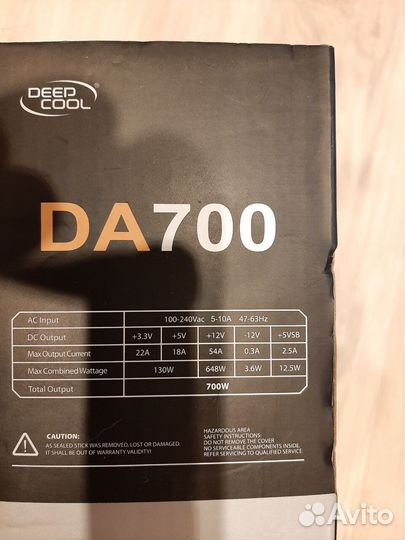 DEEP
COOL
DA700
AC Input 100-240Vac 5-10A 47-63Hz
DC Output +3.3V +5V +12V -12V +5VSB
Max Output Current 22A 18A 54A 0.3A 2.5A
Max Combined Wattage 130W 648W 3.6W 12.5W
Total Output 700W
CAUTION:
AS SEALED STICK WAS REMOVED, LOST OR DAMAGED.
IT SHALL BE OUT OF WARRANTY VALIDITY!
HAZARDOUS AREA
SAFETY INSTRUCTIONS:
DO NOT REMOVE THE COVER
NO SERVICEABLE COMPONENTS INSIDE.
REFER SERVICING TO QUALIFIED SERVICE.
Avito